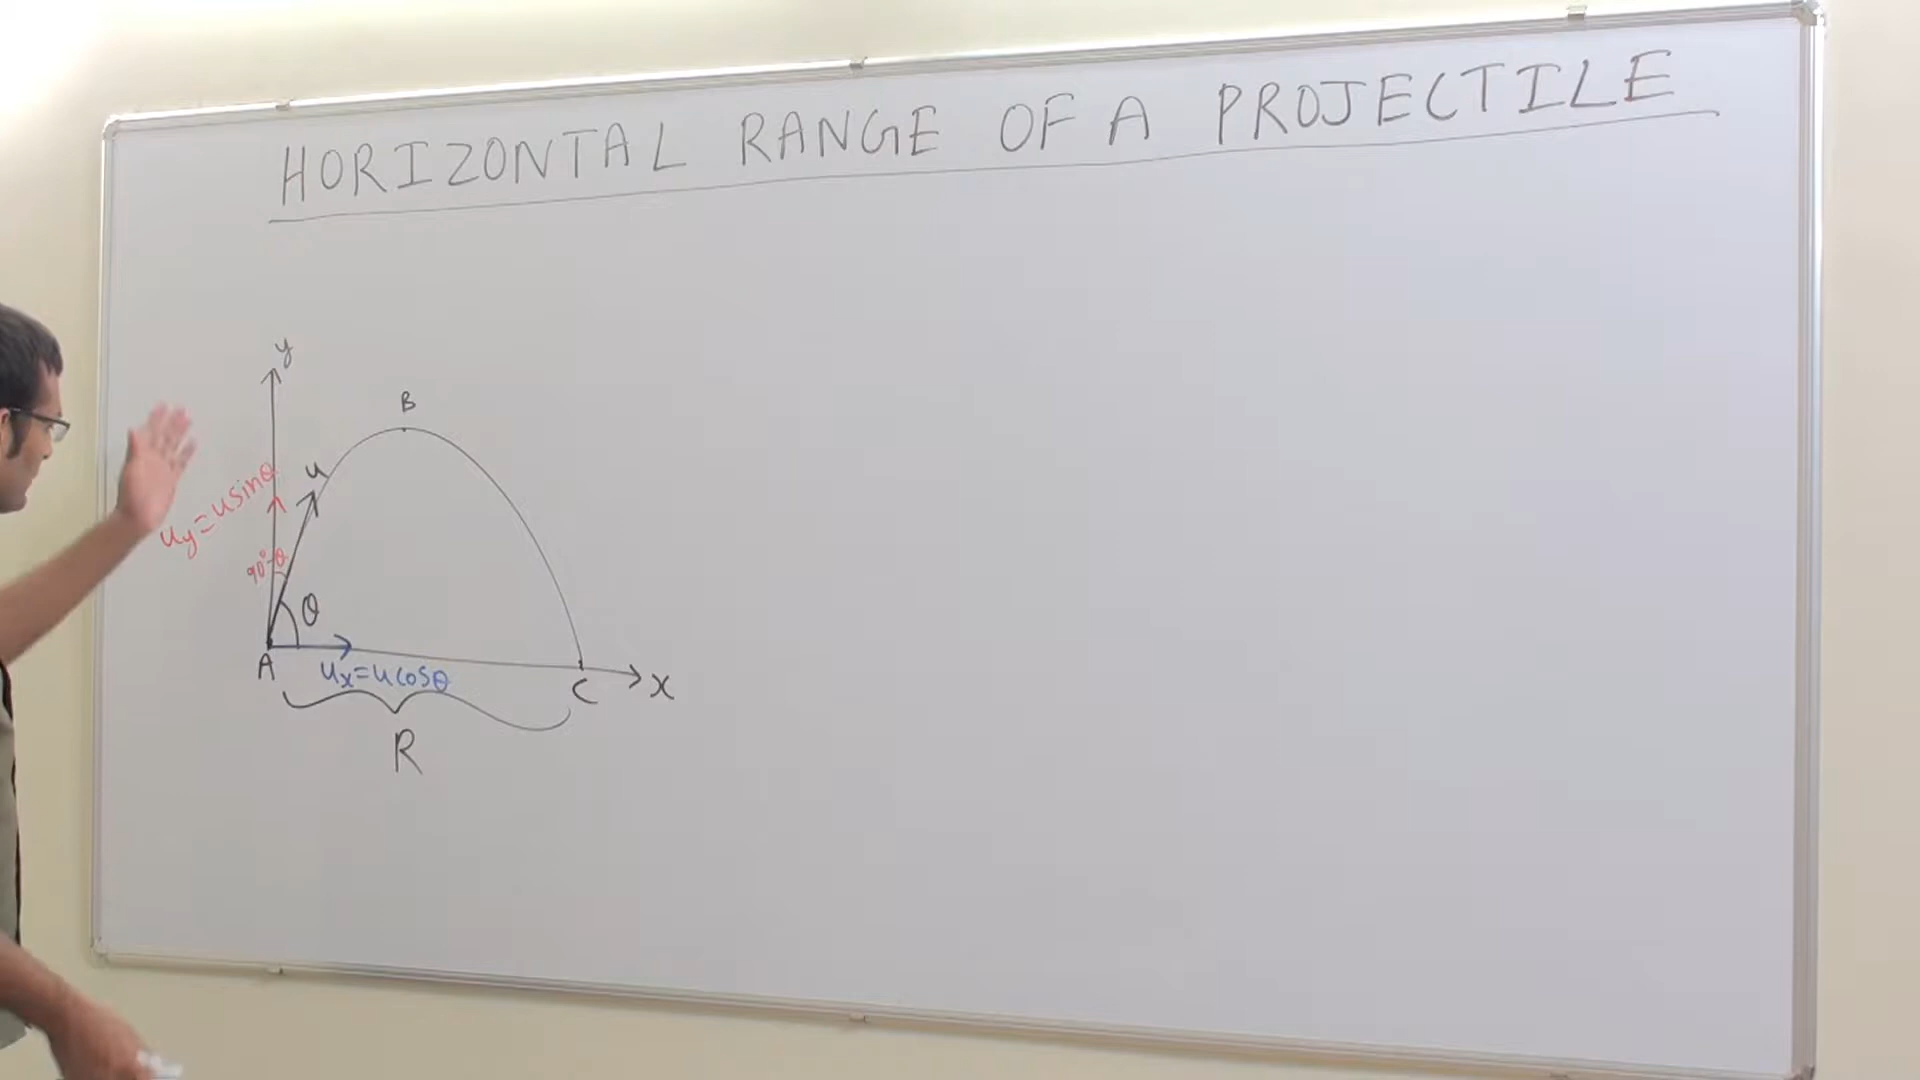 HORIZONTAL RANGE OF A PROJECTILE
y
B
u
uy=usinθ
90°-θ
θ
A
ux=ucosθ
C
x
R